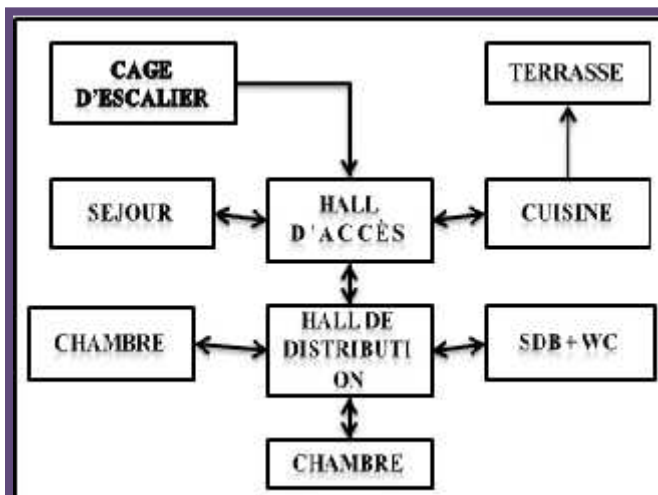 CAGE
D'ESCALIER
TERRASSE
SEJOUR
HALL
D'ACCÈS
CUISINE
CHAMBRE
HALL DE
DISTRIBUTI
ON
SDB + WC
CHAMBRE